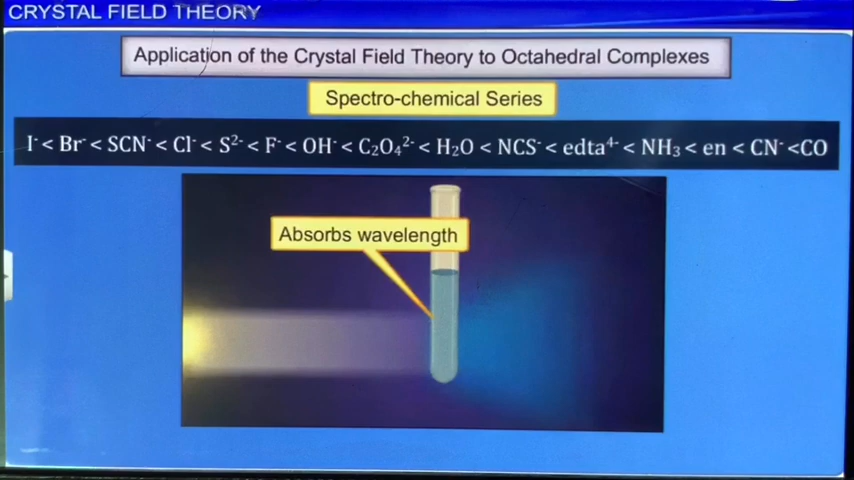 CRYSTAL FIELD THEORY
Application of the Crystal Field Theory to Octahedral Complexes
Spectro-chemical Series
I⁻ < Br⁻ < SCN⁻ < Cl⁻ < S²⁻ < F⁻ < OH⁻ < C₂O₄²⁻ < H₂O < NCS⁻ < edta⁴⁻ < NH₃ < en < CN⁻ <CO
Absorbs wavelength